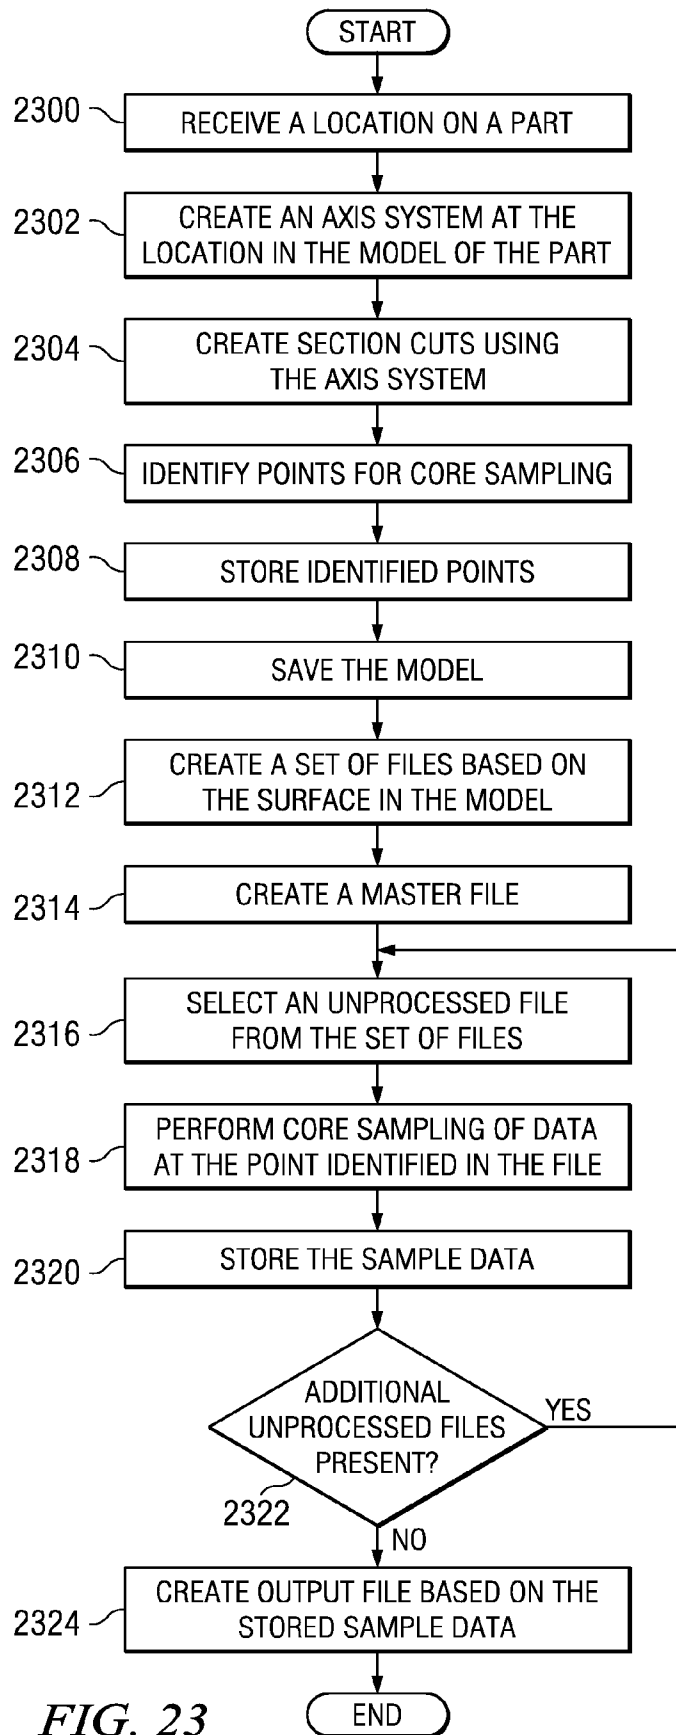 START
2300
RECEIVE A LOCATION ON A PART
2302
CREATE AN AXIS SYSTEM AT THE
LOCATION IN THE MODEL OF THE PART
2304
CREATE SECTION CUTS USING
THE AXIS SYSTEM
2306
IDENTIFY POINTS FOR CORE SAMPLING
2308
STORE IDENTIFIED POINTS
2310
SAVE THE MODEL
2312
CREATE A SET OF FILES BASED ON
THE SURFACE IN THE MODEL
2314
CREATE A MASTER FILE
2316
SELECT AN UNPROCESSED FILE
FROM THE SET OF FILES
2318
PERFORM CORE SAMPLING OF DATA
AT THE POINT IDENTIFIED IN THE FILE
2320
STORE THE SAMPLE DATA
ADDITIONAL
UNPROCESSED FILES
PRESENT?
YES
2322
NO
2324
CREATE OUTPUT FILE BASED ON THE
STORED SAMPLE DATA
END
FIG. 23